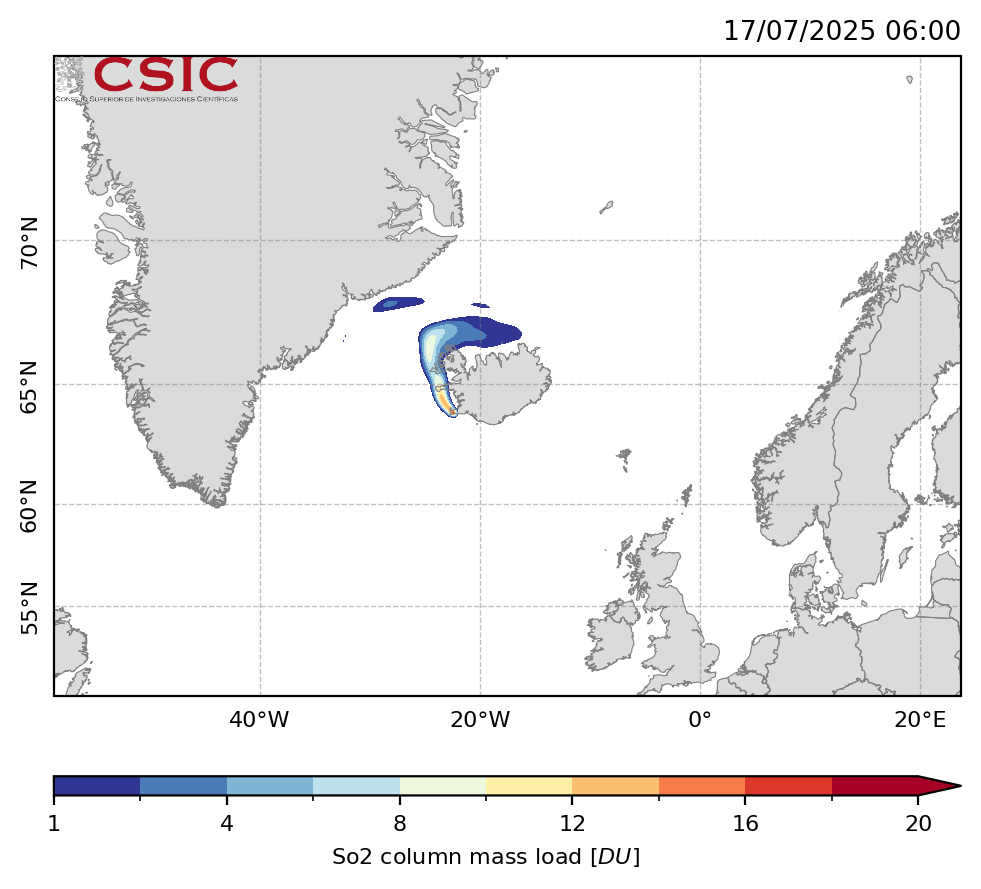 17/07/2025 06:00
CSIC
CONSEJO SUPERIOR DE INVESTIGACIONES CIENTÍFICAS
70°N
65°N
60°N
55°N
40°W 20°W 0° 20°E
1 4 8 12 16 20
So2 column mass load [DU]